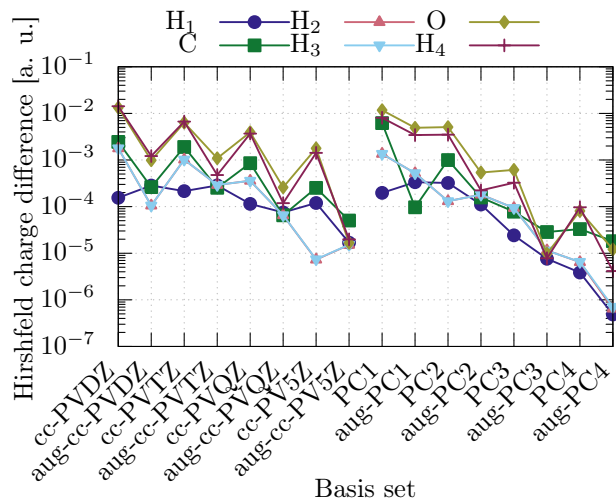 H1 H2 O
C H3 H4
Hirshfeld charge difference [a. u.]
10−1
10−2
10−3
10−4
10−5
10−6
10−7
cc-PVDZ
aug-cc-PVDZ
cc-PVTZ
aug-cc-PVTZ
cc-PVQZ
aug-cc-PVQZ
cc-PV5Z
aug-cc-PV5Z
PC1
aug-PC1
PC2
aug-PC2
PC3
aug-PC3
PC4
aug-PC4
Basis set